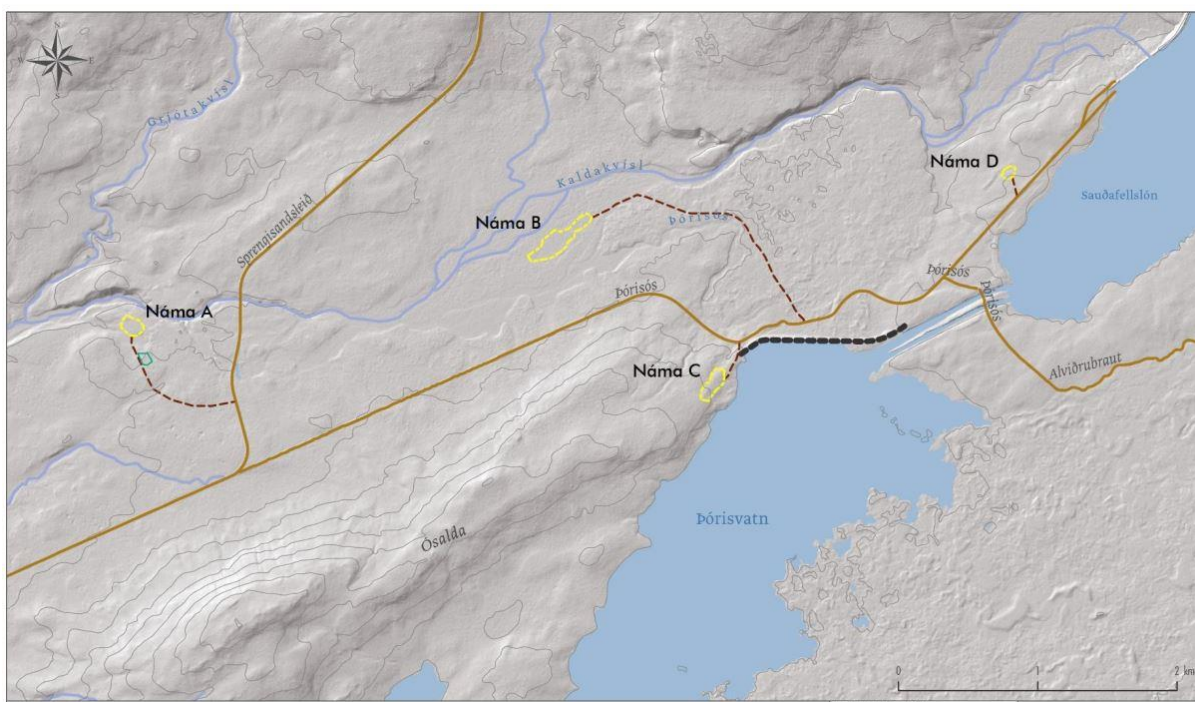 N
W
E
S
Grjótakvísl
Sprengisandsleið
Kaldakvísl
Náma D
Sauðafellslón
Náma B
Þórisós
Þórisós
Þórisós
Þórisós
Náma A
Náma C
Alviðrubraut
Þórisvatn
Ósalda
0
1
2 km